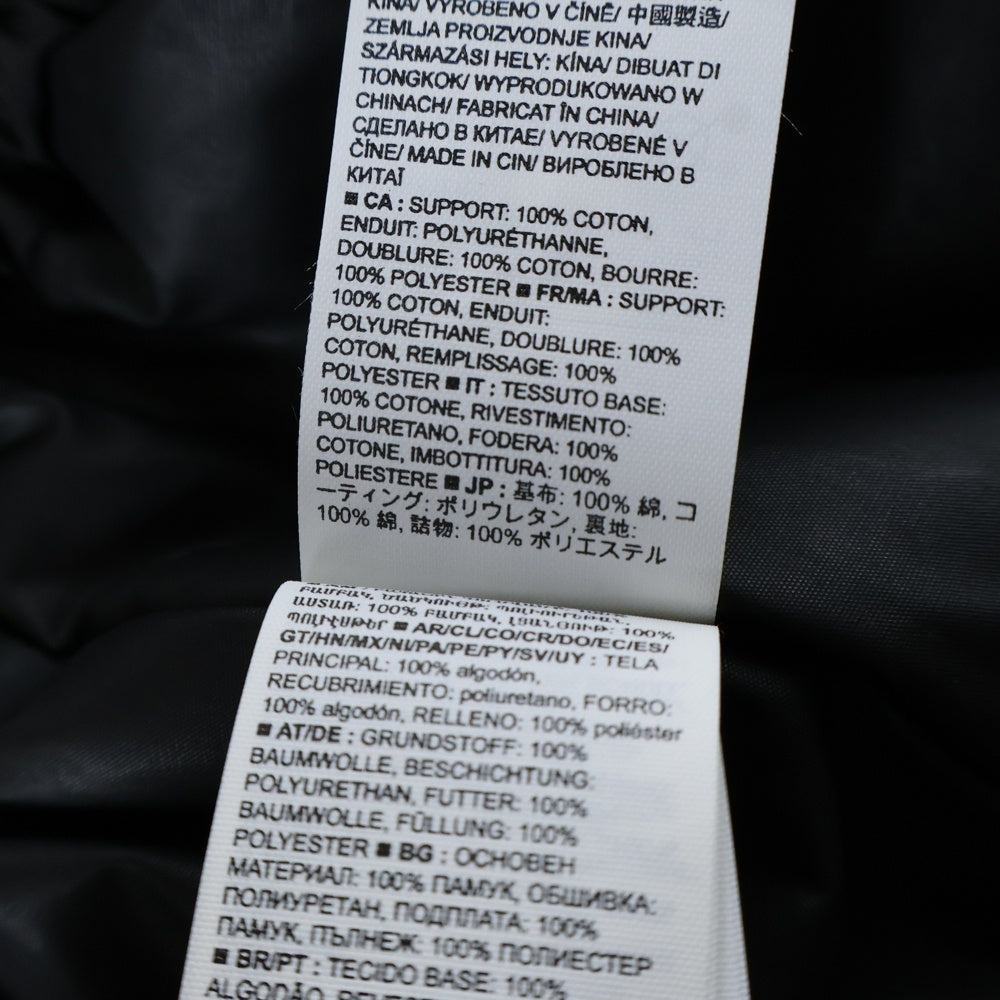 KINA/ VYROBENO V ČÍNĚ/ 中國製造/
ZEMLJA PROIZVODNJE KINA/
SZÁRMAZÁSI HELY: KÍNA/ DIBUAT DI
TIONGKOK/ WYPRODUKOWANO W
CHINACH/ FABRICAT ÎN CHINA/
СДЕЛАНО В КИТАЕ/ VYROBENÉ V
ČÍNE/ MADE IN CIN/ ВИРОБЛЕНО В
КИТАЇ
■ CA : SUPPORT: 100% COTON,
ENDUIT: POLYURÉTHANNE,
DOUBLURE: 100% COTON, BOURRE:
100% POLYESTER ■ FR/MA : SUPPORT:
100% COTON, ENDUIT:
POLYURÉTHANE, DOUBLURE: 100%
COTON, REMPLISSAGE: 100%
POLYESTER ■ IT : TESSUTO BASE:
100% COTONE, RIVESTIMENTO:
POLIURETANO, FODERA: 100%
COTONE, IMBOTTITURA: 100%
POLIESTERE ■ JP : 基布: 100% 綿, コ
ーティング: ポリウレタン, 裏地:
100% 綿, 詰物: 100% ポリエステル
ԱՍՏԱՌ: 100% ԲԱՄԲԱԿ, ԼՑԱՆՅՈՒԹ: 100%
ՊՈԼԻԷՍԹԵՐ ■ AR/CL/CO/CR/DO/EC/ES/
GT/HN/MX/NI/PA/PE/PY/SV/UY : TELA
PRINCIPAL: 100% algodón,
RECUBRIMIENTO: poliuretano, FORRO:
100% algodón, RELLENO: 100% poliéster
■ AT/DE : GRUNDSTOFF: 100%
BAUMWOLLE, BESCHICHTUNG:
POLYURETHAN, FUTTER: 100%
BAUMWOLLE, FÜLLUNG: 100%
POLYESTER ■ BG : ОСНОВЕН
МАТЕРИАЛ: 100% ПАМУК, ОБШИВКА:
ПОЛИУРЕТАН, ПОДПЛАТА: 100%
ПАМУК, ПЪЛНЕЖ: 100% ПОЛИЕСТЕР
■ BR/PT : TECIDO BASE: 100%
ALGODÃO,